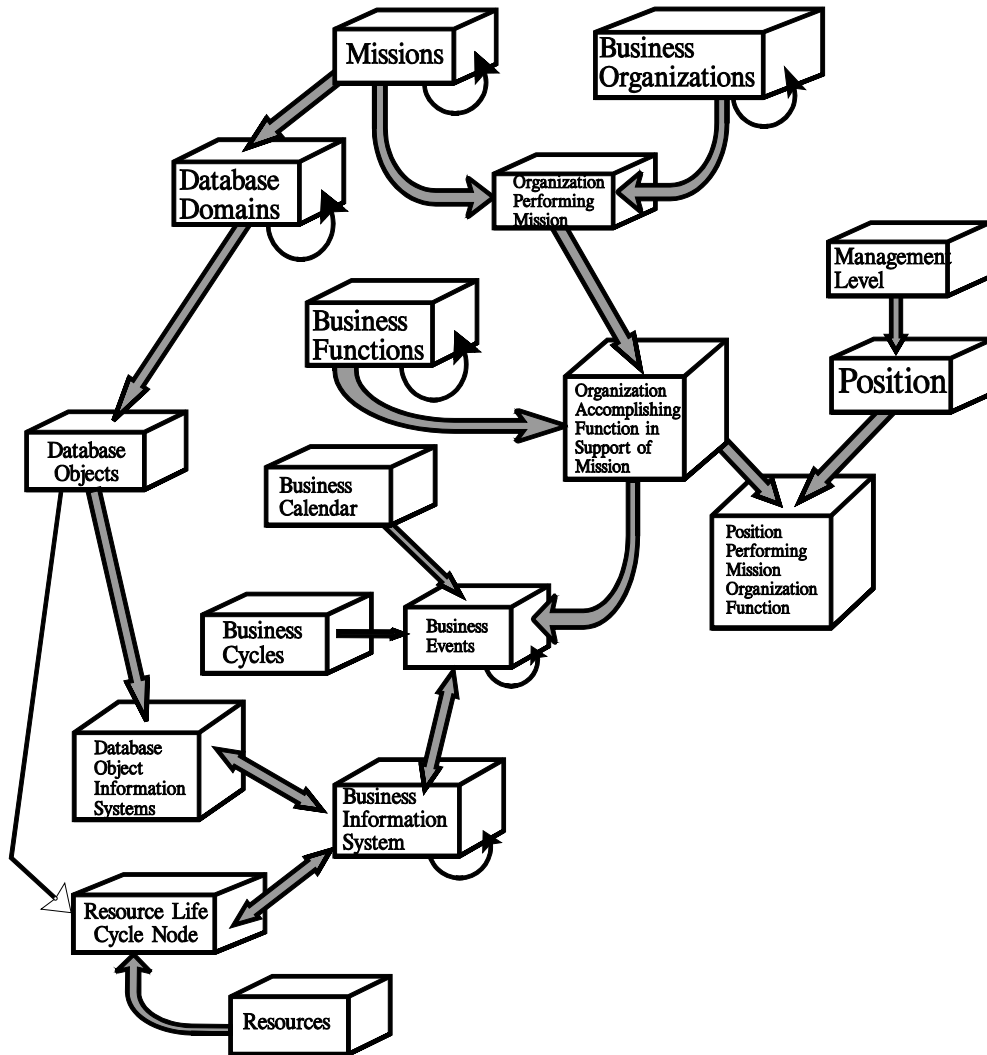 Missions
Business
Organizations
Database
Domains
Organization
Performing
Mission
Management
Level
Business
Functions
Position
Organization
Accomplishing
Function in
Support of
Mission
Database
Objects
Business
Calendar
Position
Performing
Mission
Organization
Function
Business
Cycles
Business
Events
Database
Object
Information
Systems
Business
Information
System
Resource Life
Cycle Node
Resources